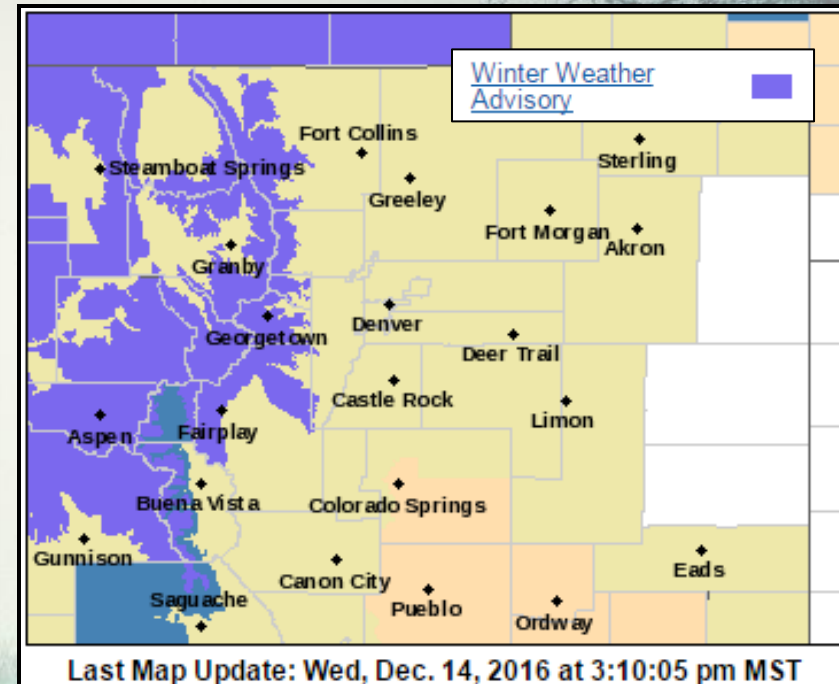 Winter Weather
Advisory
Fort Collins
Sterling
Steamboat Springs
Greeley
Fort Morgan
Akron
Granby
Denver
Georgetown
Deer Trail
Castle Rock
Limon
Aspen
Fairplay
Buena Vista
Colorado Springs
Gunnison
Canon City
Eads
Saguache
Pueblo
Ordway
Last Map Update: Wed, Dec. 14, 2016 at 3:10:05 pm MST